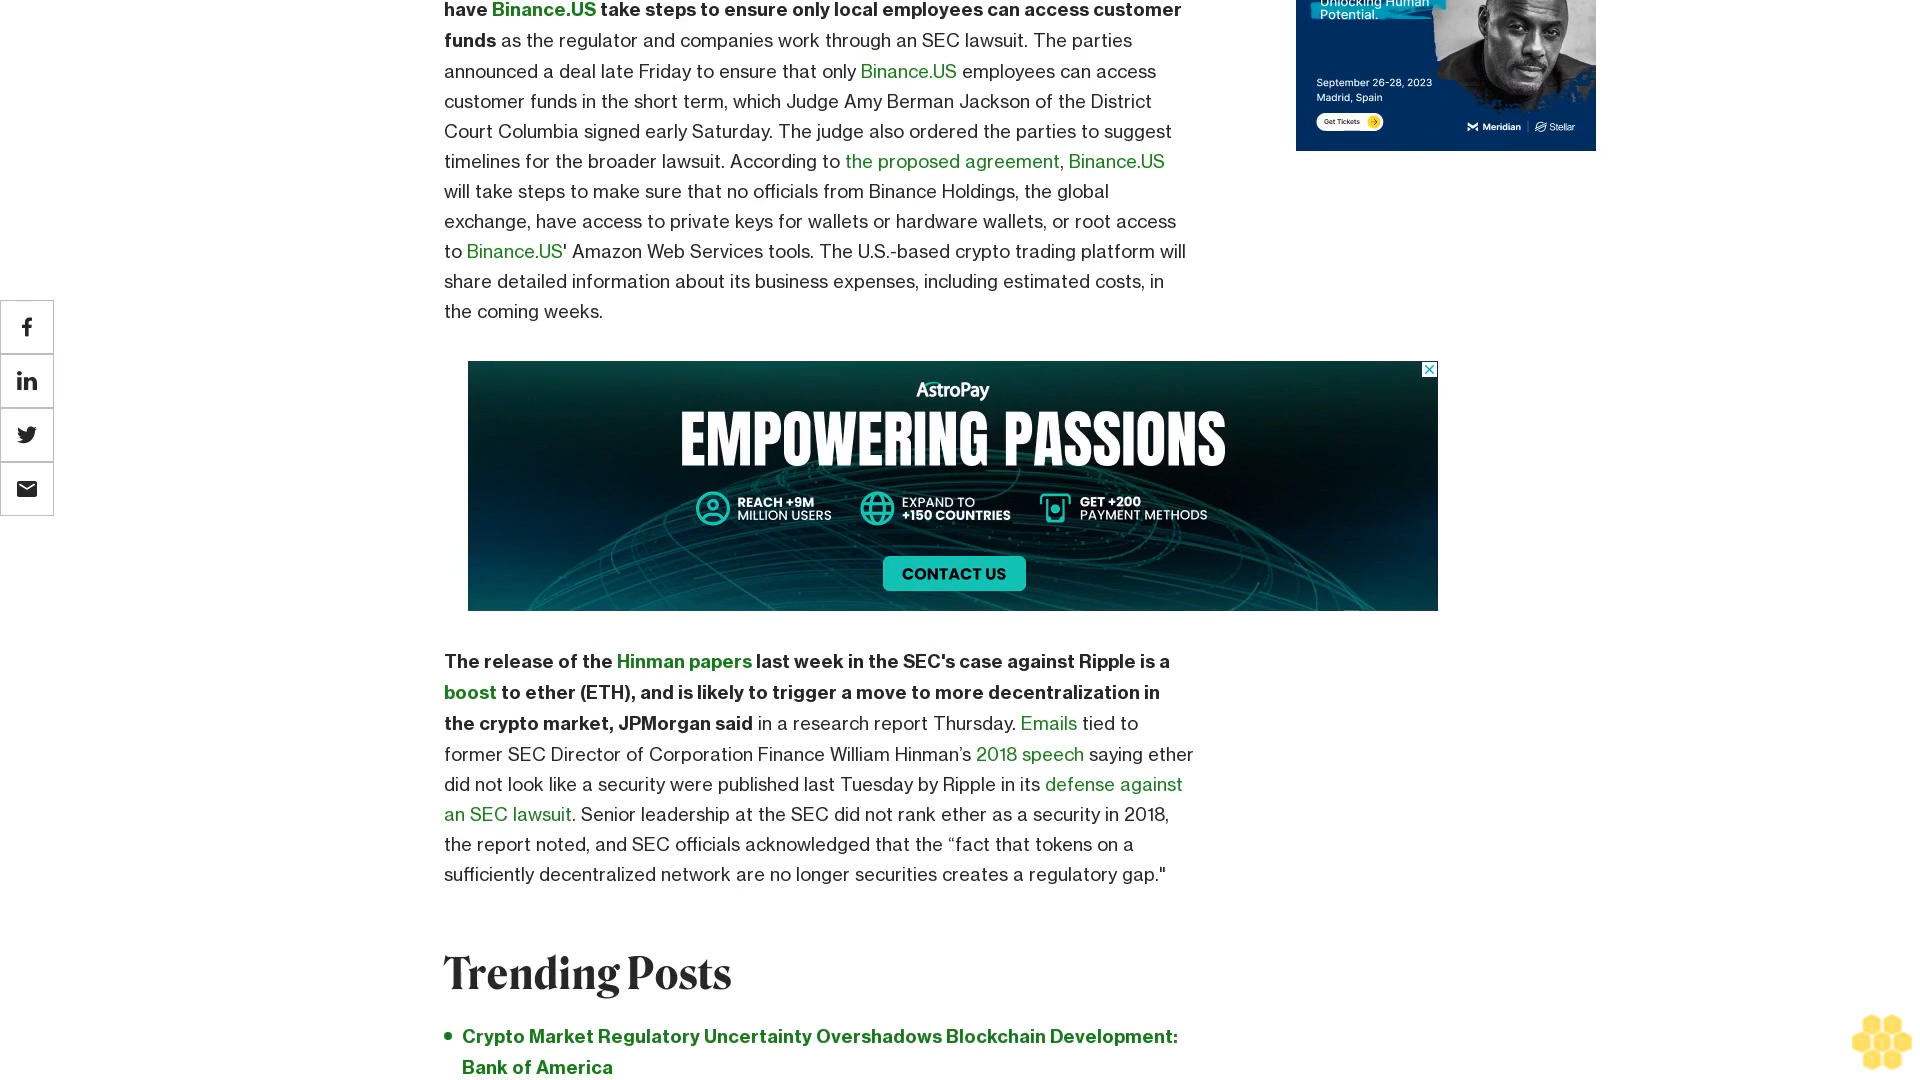 have Binance.US take steps to ensure only local employees can access customer
funds as the regulator and companies work through an SEC lawsuit. The parties
announced a deal late Friday to ensure that only Binance.US employees can access
customer funds in the short term, which Judge Amy Berman Jackson of the District
Court Columbia signed early Saturday. The judge also ordered the parties to suggest
timelines for the broader lawsuit. According to the proposed agreement, Binance.US
will take steps to make sure that no officials from Binance Holdings, the global
exchange, have access to private keys for wallets or hardware wallets, or root access
to Binance.US' Amazon Web Services tools. The U.S.-based crypto trading platform will
share detailed information about its business expenses, including estimated costs, in
the coming weeks.
Unlocking Human
Potential.
September 26-28, 2023
Madrid, Spain
Get Tickets
Meridian
Stellar
AstroPay
EMPOWERING PASSIONS
REACH +9M
MILLION USERS
EXPAND TO
+150 COUNTRIES
GET +200
PAYMENT METHODS
CONTACT US
The release of the Hinman papers last week in the SEC's case against Ripple is a
boost to ether (ETH), and is likely to trigger a move to more decentralization in
the crypto market, JPMorgan said in a research report Thursday. Emails tied to
former SEC Director of Corporation Finance William Hinman’s 2018 speech saying ether
did not look like a security were published last Tuesday by Ripple in its defense against
an SEC lawsuit. Senior leadership at the SEC did not rank ether as a security in 2018,
the report noted, and SEC officials acknowledged that the “fact that tokens on a
sufficiently decentralized network are no longer securities creates a regulatory gap."
Trending Posts
Crypto Market Regulatory Uncertainty Overshadows Blockchain Development:
Bank of America